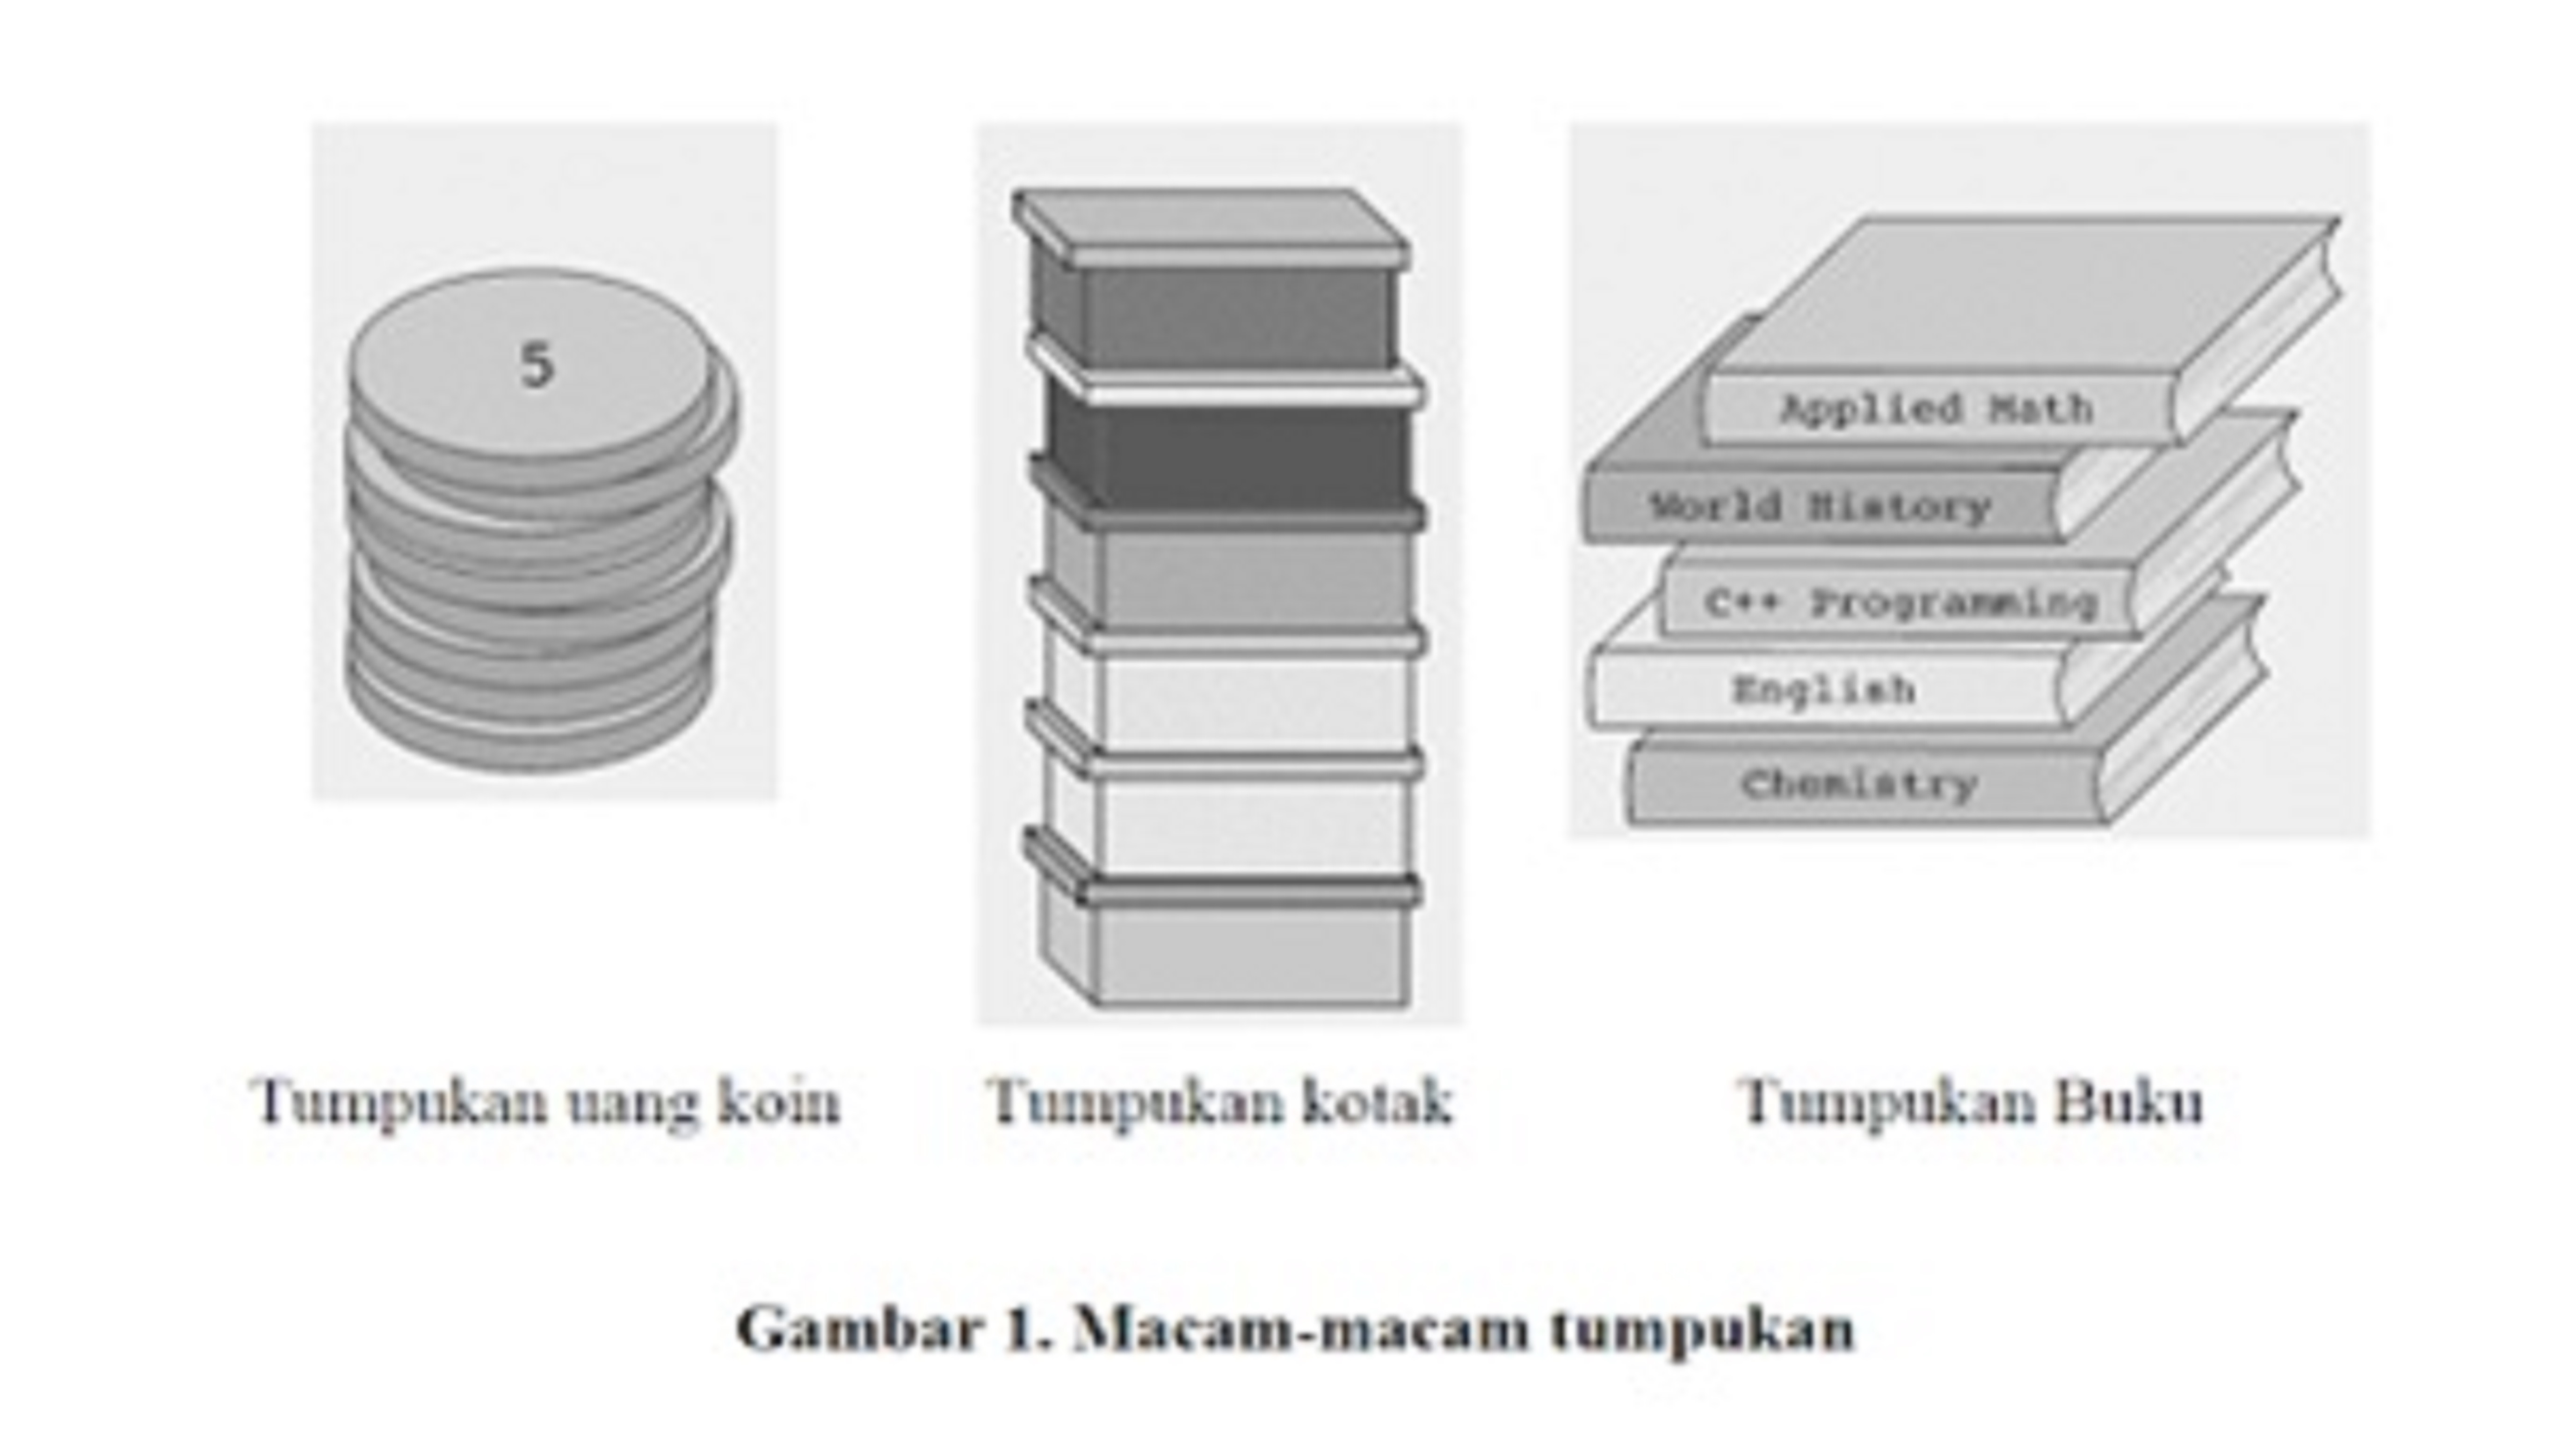 5
Applied Math
World History
C++ Programming
English
Chemistry
Tumpukan uang koin
Tumpukan kotak
Tumpukan Buku
Gambar 1. Macam-macam tumpukan